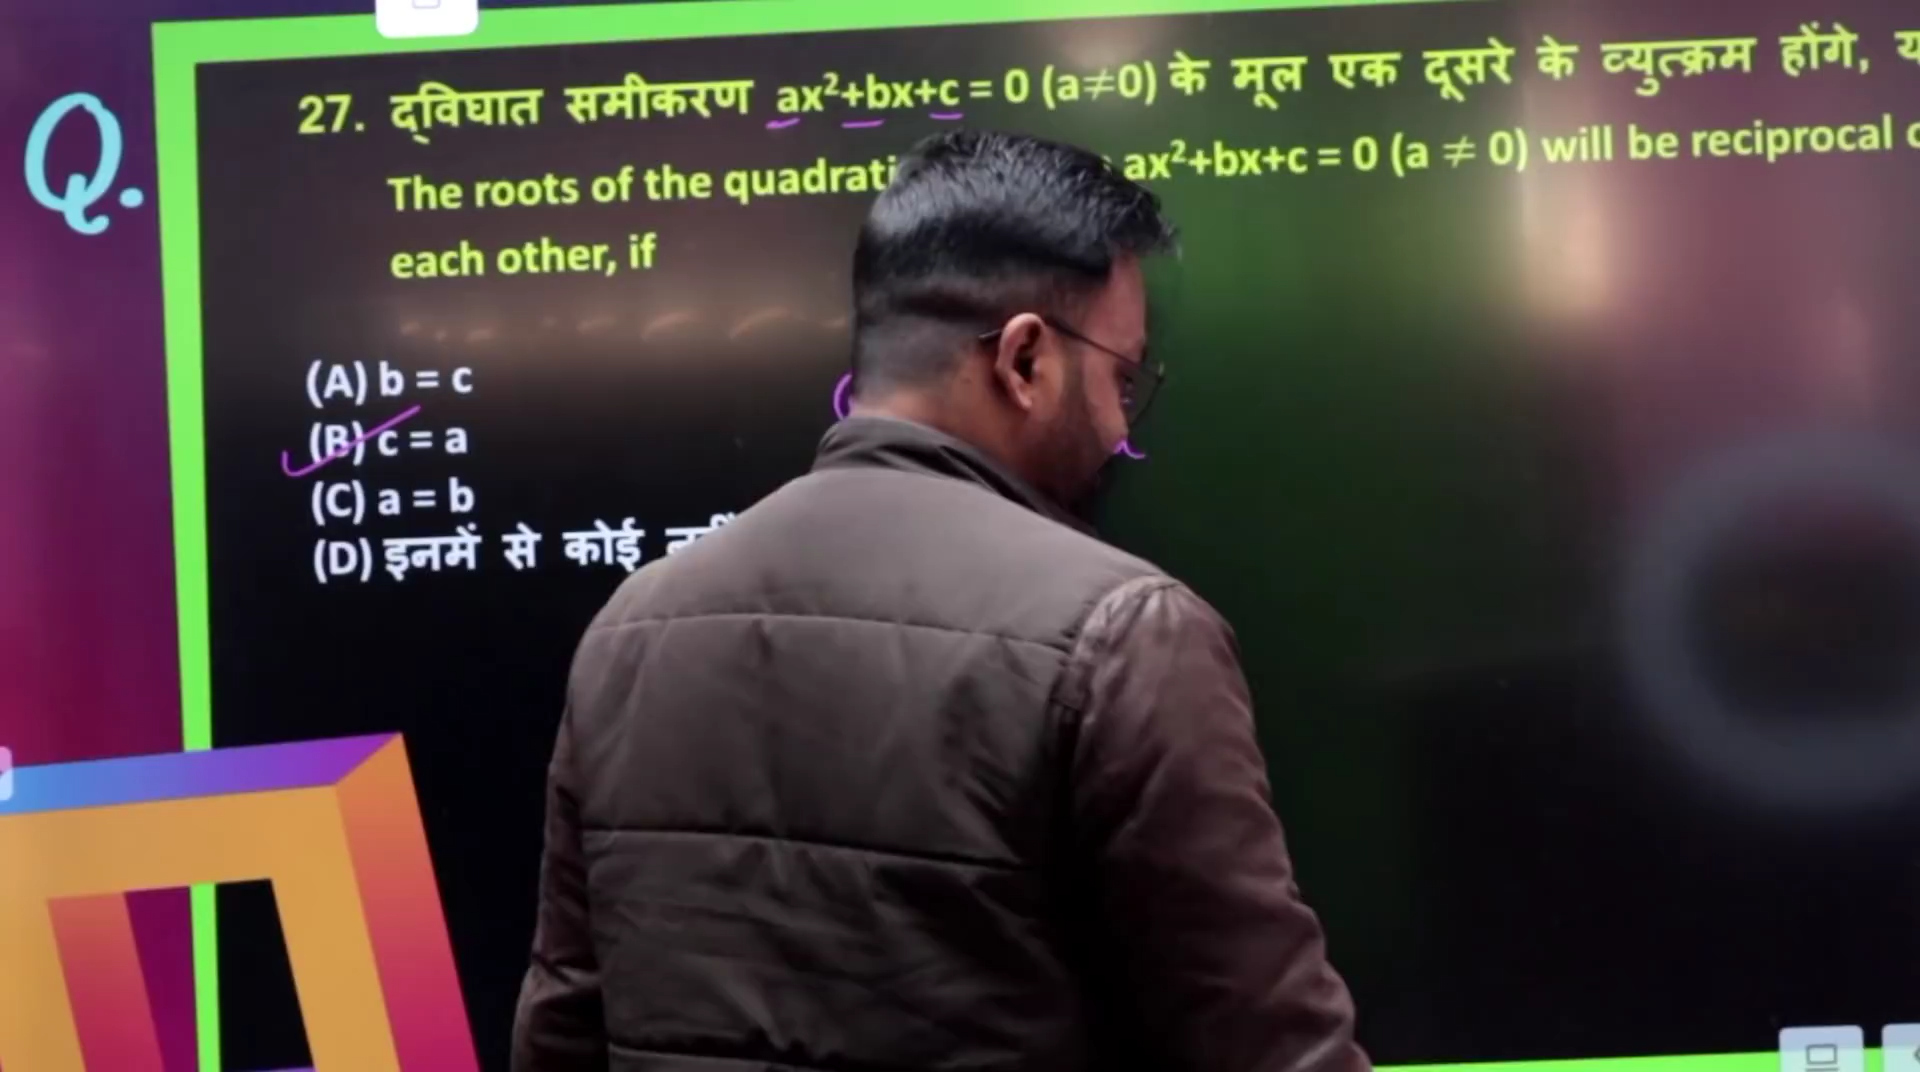 Q.
27. द्विघात समीकरण ax²+bx+c = 0 (a≠0) के मूल एक दूसरे के व्युत्क्रम होंगे,
The roots of the ax²+bx+c = 0 (a ≠ 0) will be reciprocal
each other, if
(A) b = c
(B) c = a
(C) a = b
(D) इनमें से कोई